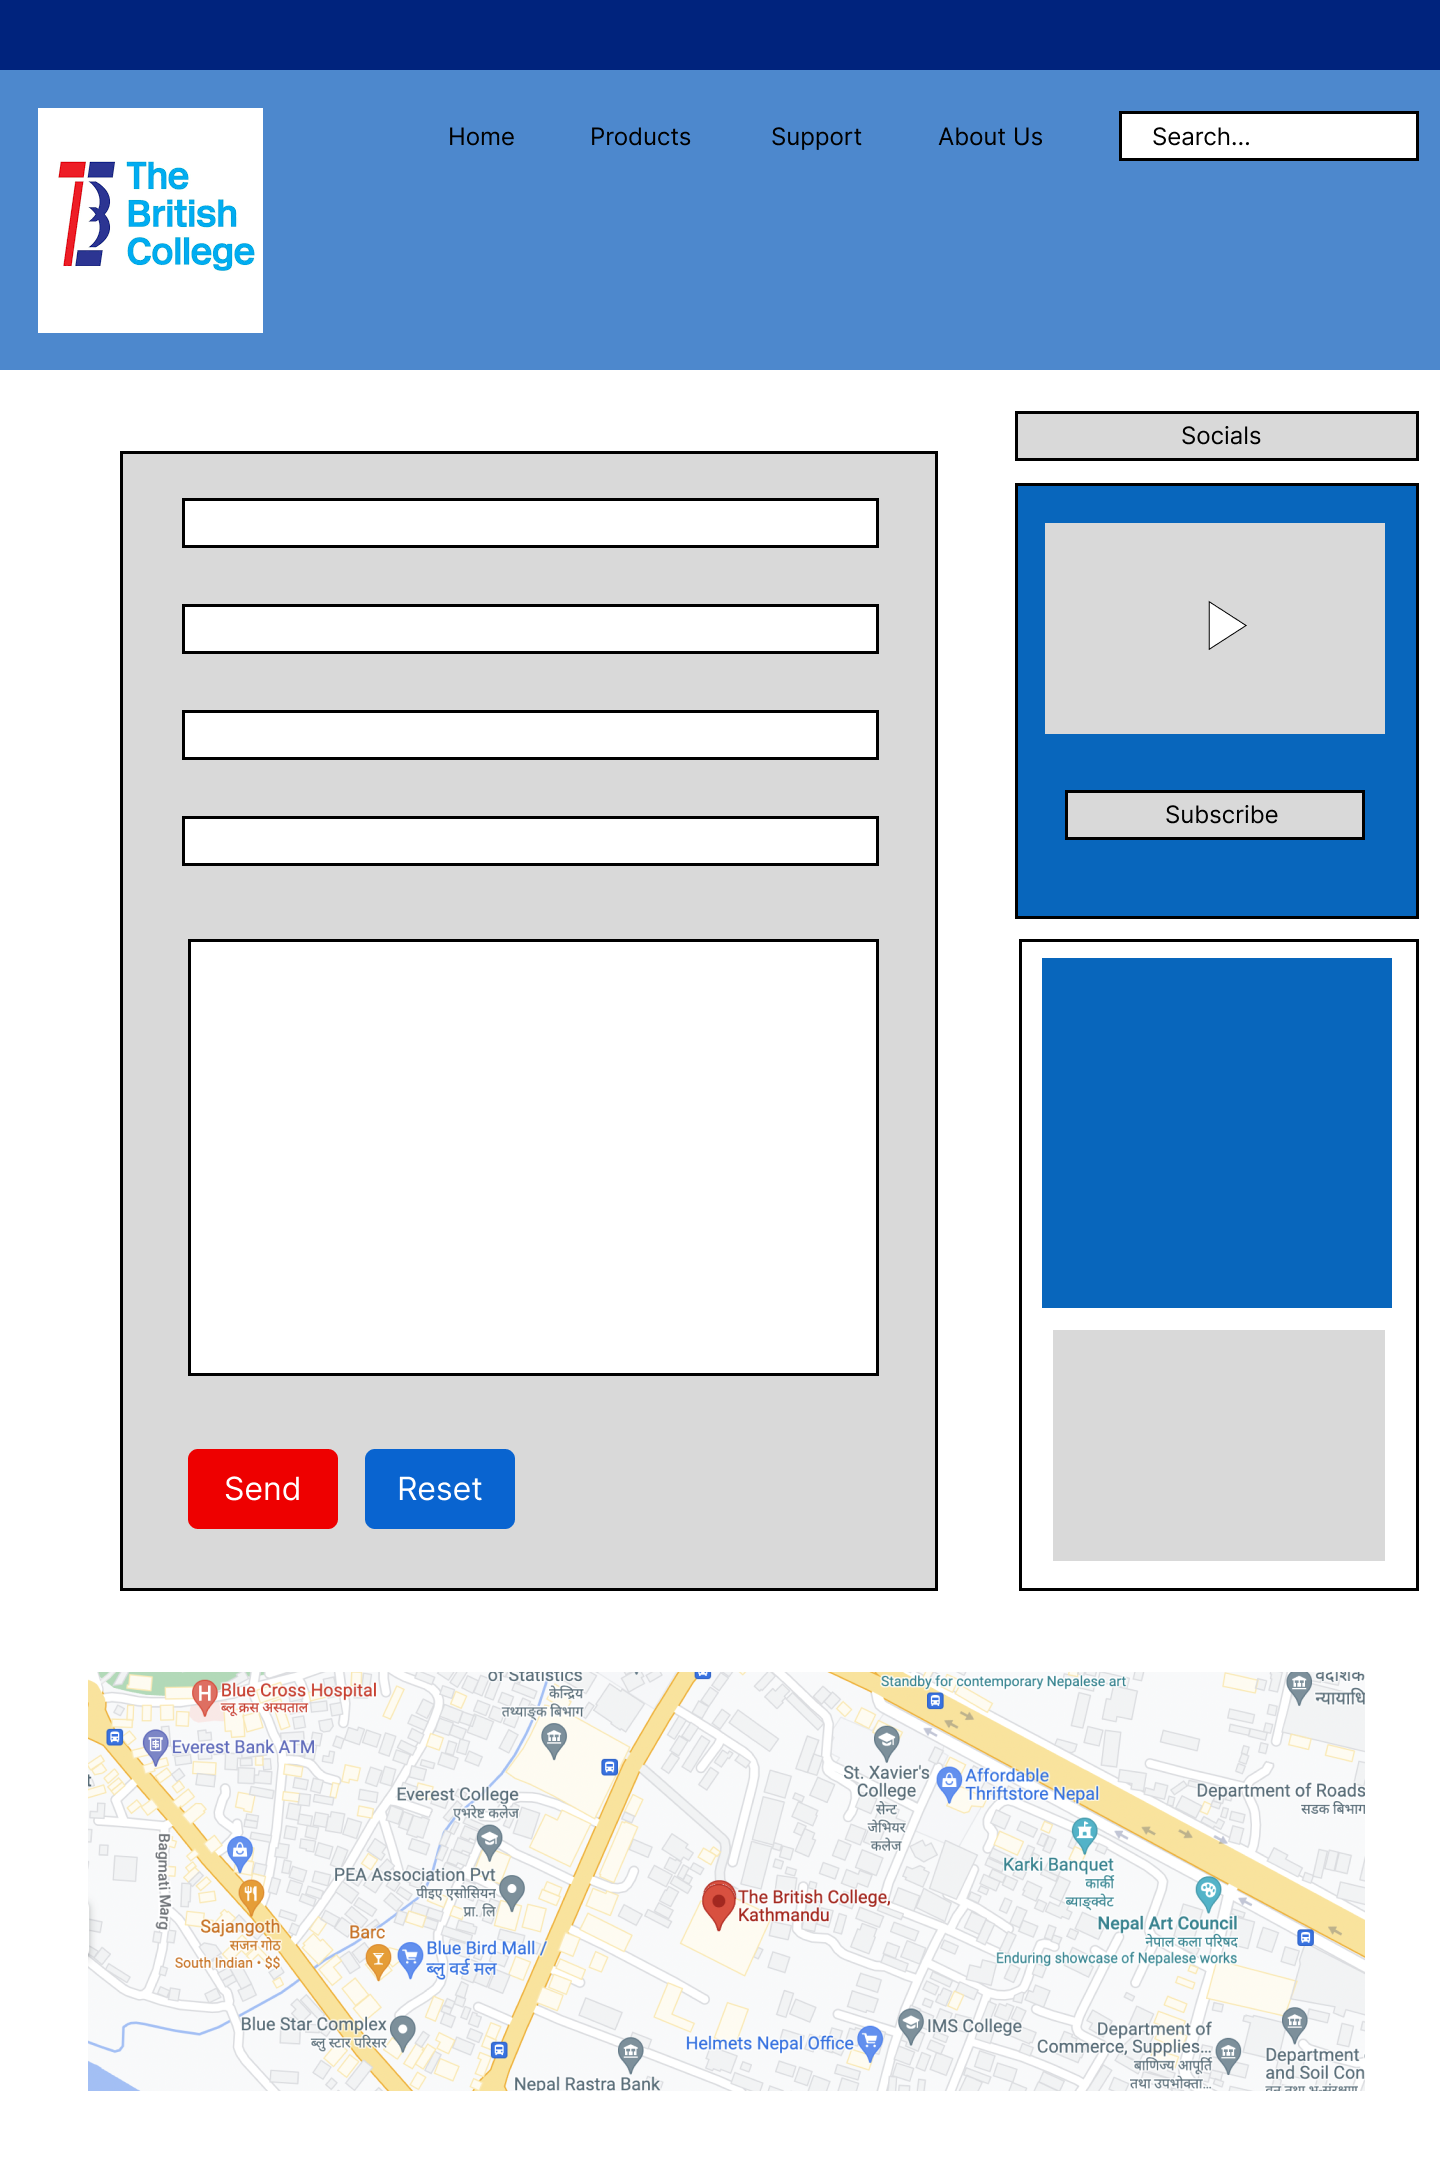 Home
Products
Support
About Us
Search...
The
British
College
Socials
Subscribe
Send
Reset
of Statistics
केन्द्रिय
तथ्याङ्क बिभाग
Blue Cross Hospital
ब्लू क्रस अस्पताल
Everest Bank ATM
Standby for contemporary Nepalese art
न्यायाधि
St. Xavier's
College
सेन्ट
जेभियर
कलेज
Affordable
Thriftstore Nepal
Department of Roads
सडक बिभाग
Everest College
एभरेष्ट कलेज
Bagmati Marg
PEA Association Pvt
पीइए एसोसियन
प्रा. लि
Karki Banquet
कार्की
ब्याङ्क्वेट
The British College,
Kathmandu
Sajangoth
सजन गोठ
South Indian • $$
Barc
Blue Bird Mall /
ब्लु वर्ड मल
Nepal Art Council
नेपाल कला परिषद
Enduring showcase of Nepalese works
Blue Star Complex
ब्लु स्टार परिसर
Helmets Nepal Office
IMS College
Department of
Commerce, Supplies...
बाणिज्य आपूर्ति
तथा उपभोक्ता...
Department
and Soil Con
Nepal Rastra Bank